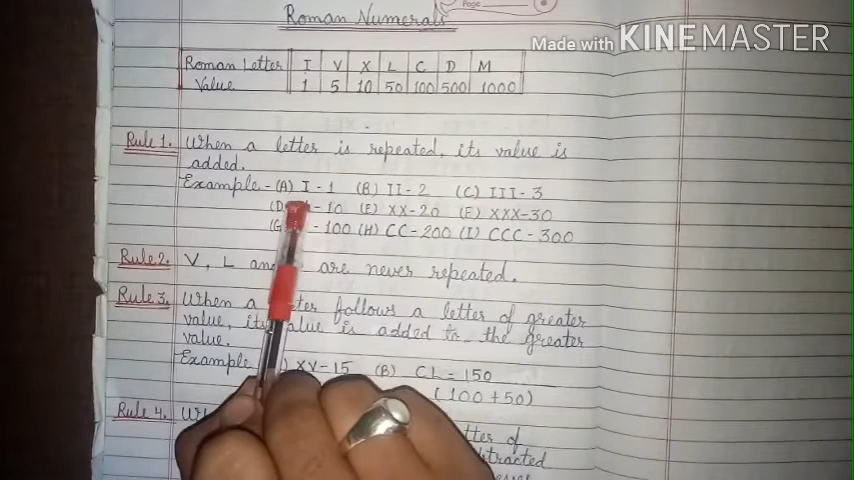 Page
Roman Numerals
Made with KINEMASTER
Roman Letter I V X L C D M
Value 1 5 10 50 100 500 1000
Rule 1. When a letter is repeated, its value is
added.
Example - (A) I - 1 (B) II - 2 (C) III - 3
(D - 10 (E) XX - 20 (F) XXX - 30
(G - 100 (H) CC - 200 (I) CCC - 300
Rule 2. V, L an are never repeated.
Rule 3. When a letter follows a letter of greater
value, its value is added to the greater
value.
Example XV - 15 (B) CL = 150
(100 + 50)
Rule 4.
of